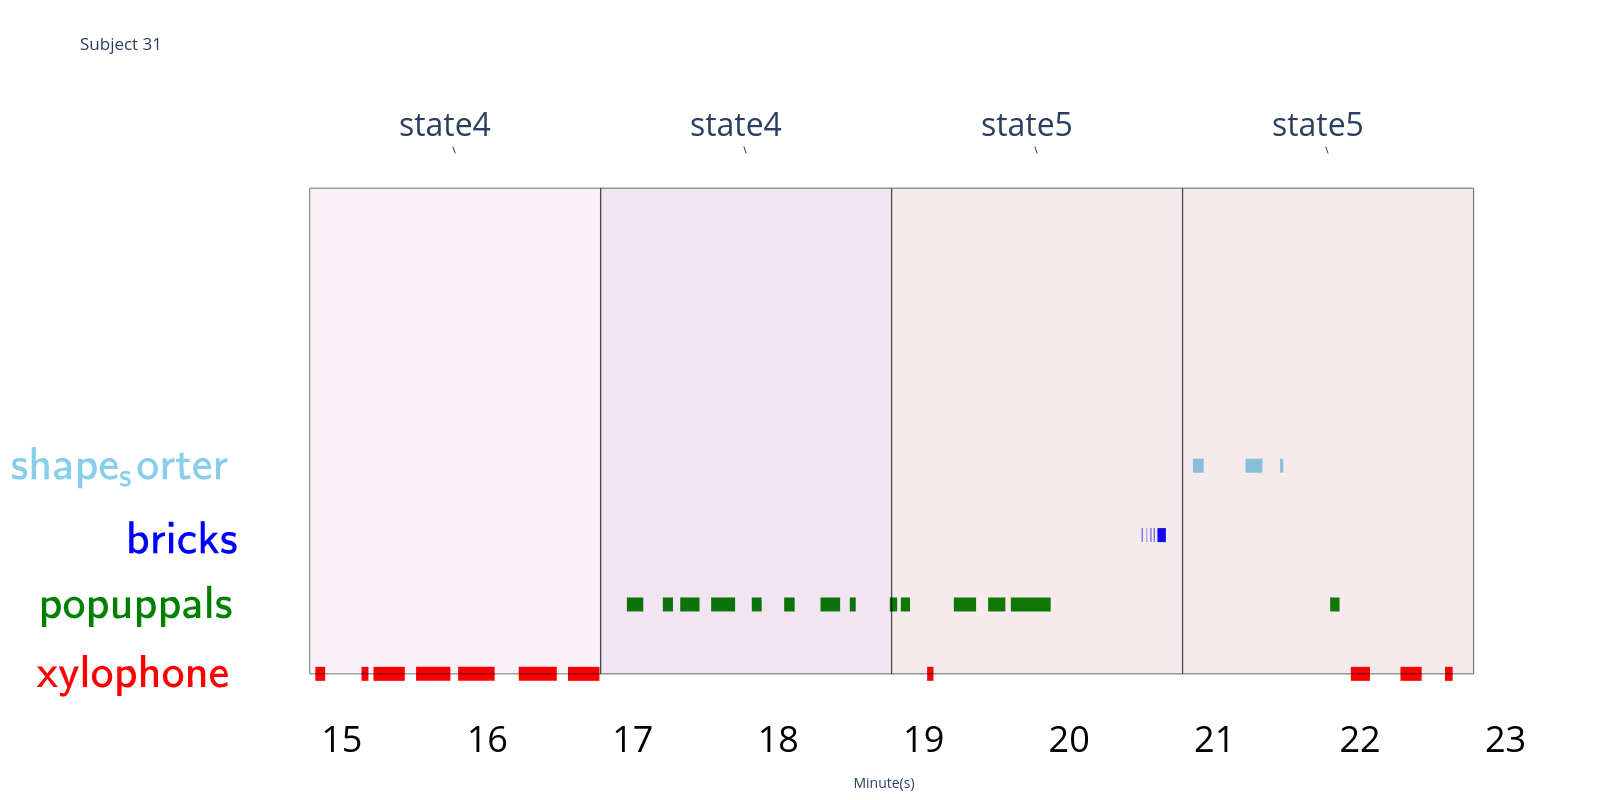 Subject 31
state4 state4 state5 state5
shapesorter
bricks
popuppals
xylophone
15 16 17 18 19 20 21 22 23
Minute(s)